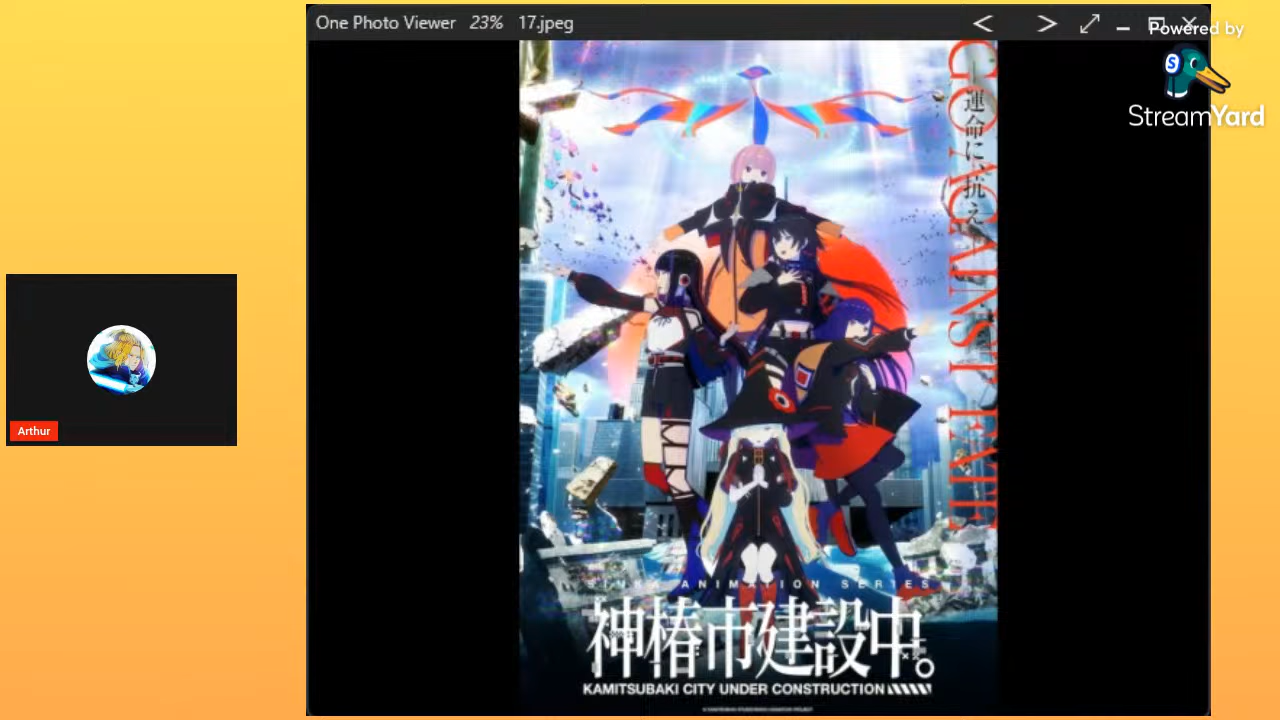 One Photo Viewer 23% 17.jpeg
Powered by
StreamYard
S
GO AGAINST FATE
運命に、抗え
Arthur
SINKA ANIMATION SERIES
神椿市建設中。
KAMITSUBAKI CITY UNDER CONSTRUCTION